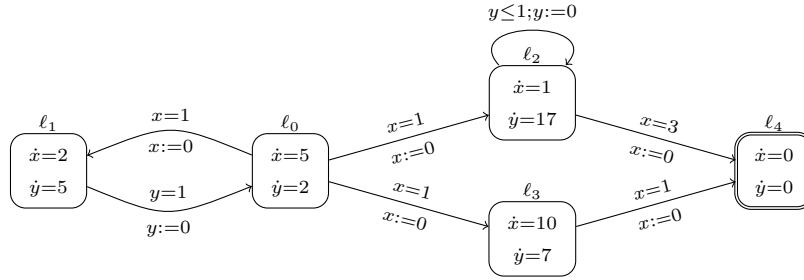 y≤1;y:=0
ℓ₂
ẋ=1
ẏ=17
x=1
x:=0
ℓ₁
ẋ=2
ẏ=5
x=1
x:=0
y=1
y:=0
ℓ₀
ẋ=5
ẏ=2
x=1
x:=0
x=3
x:=0
ℓ₃
ẋ=10
ẏ=7
x=1
x:=0
ℓ₄
ẋ=0
ẏ=0